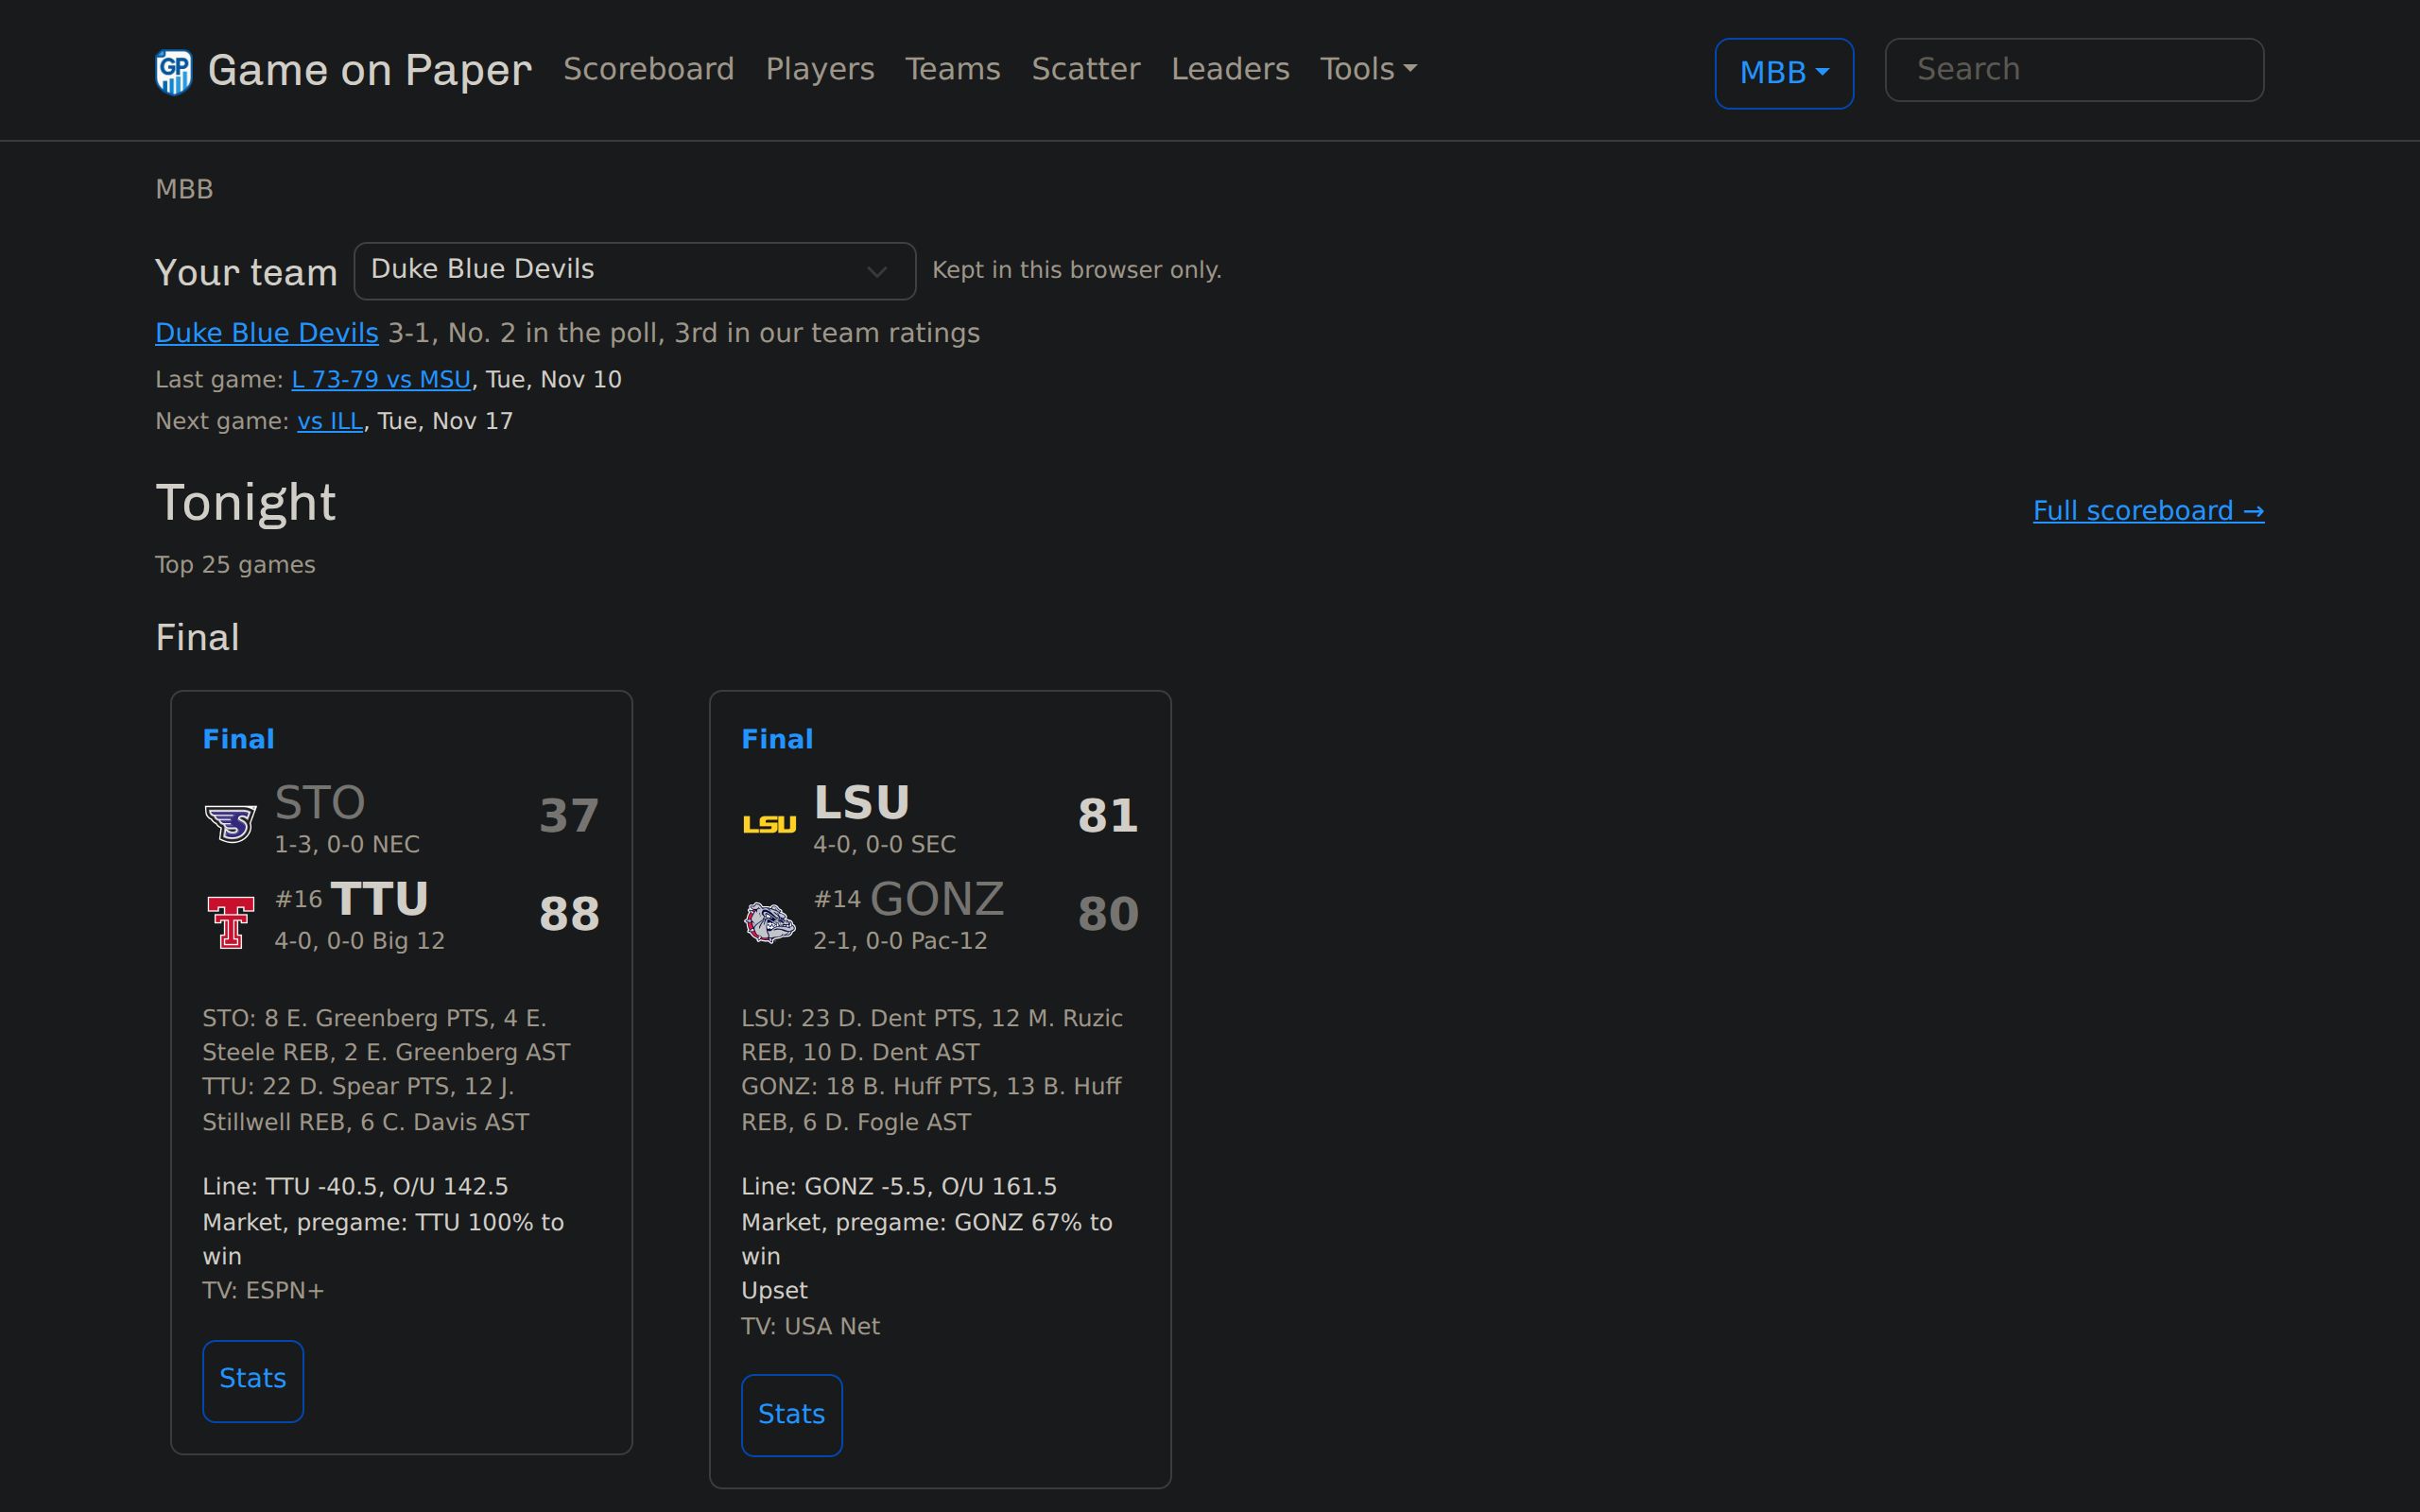 GP Game on Paper Scoreboard Players Teams Scatter Leaders Tools MBB Search
MBB
Your team Duke Blue Devils Kept in this browser only.
Duke Blue Devils 3-1, No. 2 in the poll, 3rd in our team ratings
Last game: L 73-79 vs MSU, Tue, Nov 10
Next game: vs ILL, Tue, Nov 17
Tonight
Full scoreboard →
Top 25 games
Final
Final
STO 37
1-3, 0-0 NEC
#16 TTU 88
4-0, 0-0 Big 12
STO: 8 E. Greenberg PTS, 4 E.
Steele REB, 2 E. Greenberg AST
TTU: 22 D. Spear PTS, 12 J.
Stillwell REB, 6 C. Davis AST
Line: TTU -40.5, O/U 142.5
Market, pregame: TTU 100% to
win
TV: ESPN+
Stats
Final
LSU LSU 81
4-0, 0-0 SEC
#14 GONZ 80
2-1, 0-0 Pac-12
LSU: 23 D. Dent PTS, 12 M. Ruzic
REB, 10 D. Dent AST
GONZ: 18 B. Huff PTS, 13 B. Huff
REB, 6 D. Fogle AST
Line: GONZ -5.5, O/U 161.5
Market, pregame: GONZ 67% to
win
Upset
TV: USA Net
Stats